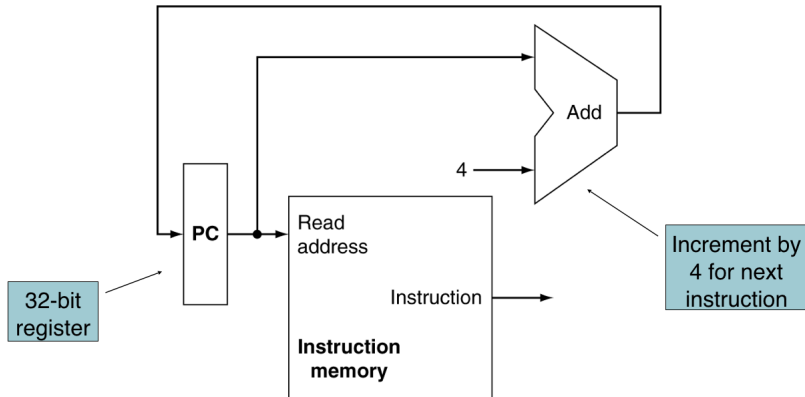 Add
4
PC
Read
address
Increment by
4 for next
instruction
32-bit
register
Instruction
Instruction
memory